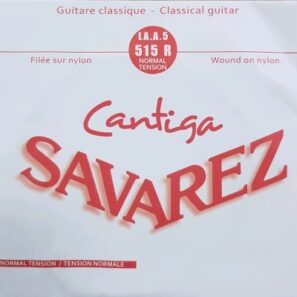 Guitare classique - Classical guitar
LA.A.5
515 R
NORMAL
TENSION
Filée sur nylon
Wound on nylon
Cantiga
SAVAREZ
NORMAL TENSION / TENSION NORMALE